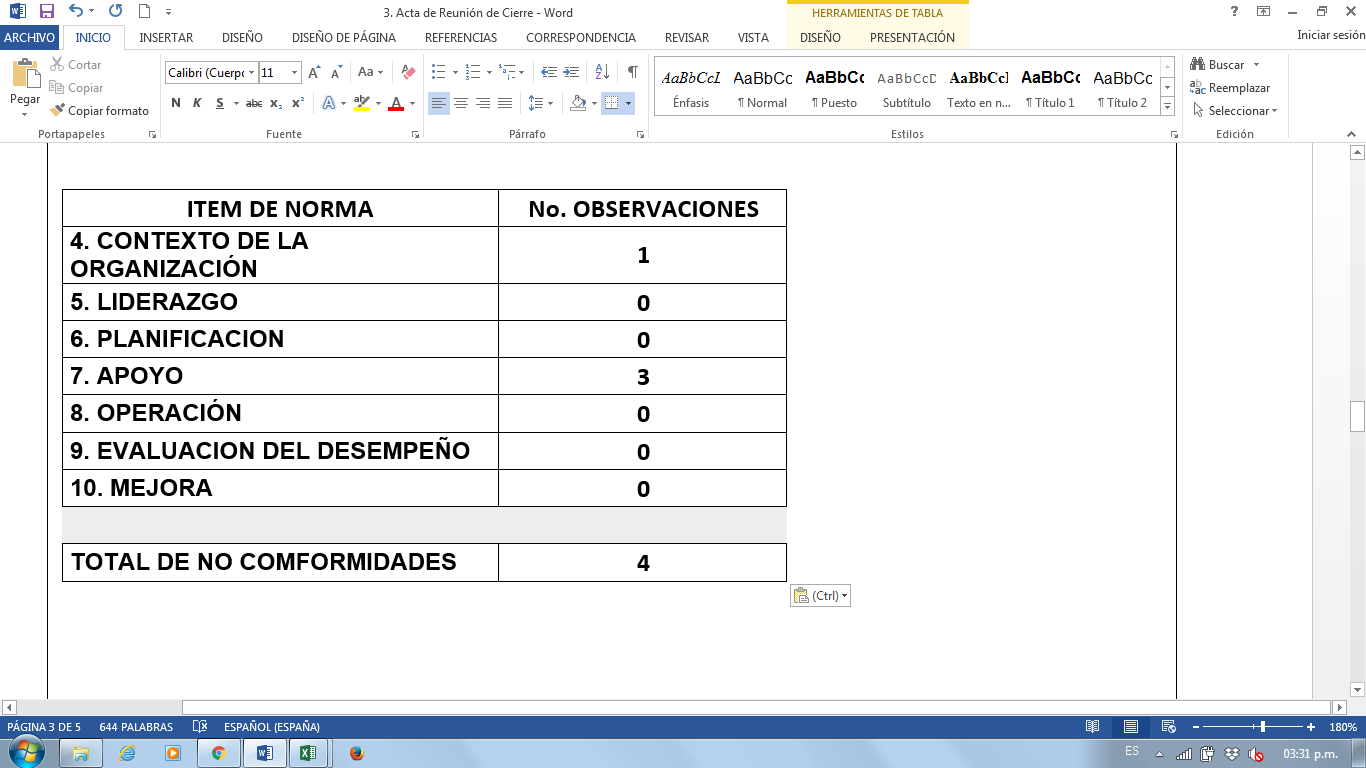 3. Acta de Reunión de Cierre - Word
HERRAMIENTAS DE TABLA
?
ARCHIVO INICIO INSERTAR DISEÑO DISEÑO DE PÁGINA REFERENCIAS CORRESPONDENCIA REVISAR VISTA DISEÑO PRESENTACIÓN Iniciar sesión
Pegar
Cortar
Copiar
Copiar formato
Portapapeles
Calibri (Cuerpo 11
N K S abc x₂ x²
Fuente
Párrafo
AaBbCcI AaBbCc AaBbCc AaBbCcD AaBbCcI AaBbCc AaBbCc
Énfasis ¶ Normal ¶ Puesto Subtítulo Texto en n... ¶ Título 1 ¶ Título 2
Estilos
Buscar
Reemplazar
Seleccionar
Edición
ITEM DE NORMA No. OBSERVACIONES
4. CONTEXTO DE LA
ORGANIZACIÓN 1
5. LIDERAZGO 0
6. PLANIFICACION 0
7. APOYO 3
8. OPERACIÓN 0
9. EVALUACION DEL DESEMPEÑO 0
10. MEJORA 0
TOTAL DE NO COMFORMIDADES 4
(Ctrl)
PÁGINA 3 DE 5 644 PALABRAS ESPAÑOL (ESPAÑA) 180%
ES 03:31 p.m.